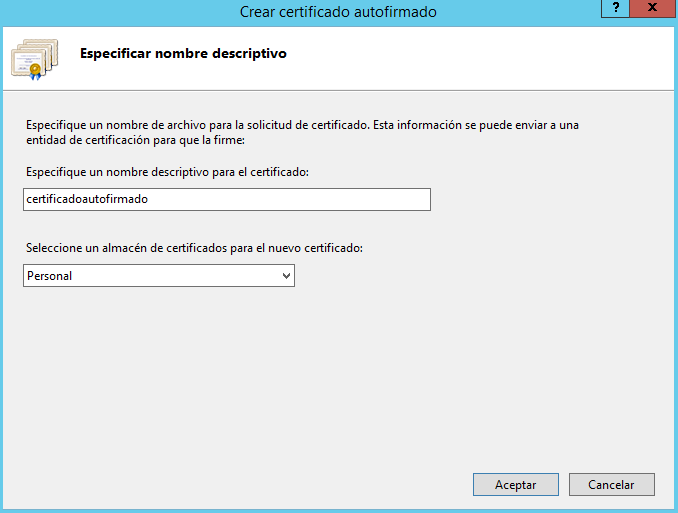 Crear certificado autofirmado
? X
Especificar nombre descriptivo
Especifique un nombre de archivo para la solicitud de certificado. Esta información se puede enviar a una
entidad de certificación para que la firme:
Especifique un nombre descriptivo para el certificado:
certificadoautofirmado
Seleccione un almacén de certificados para el nuevo certificado:
Personal
Aceptar Cancelar